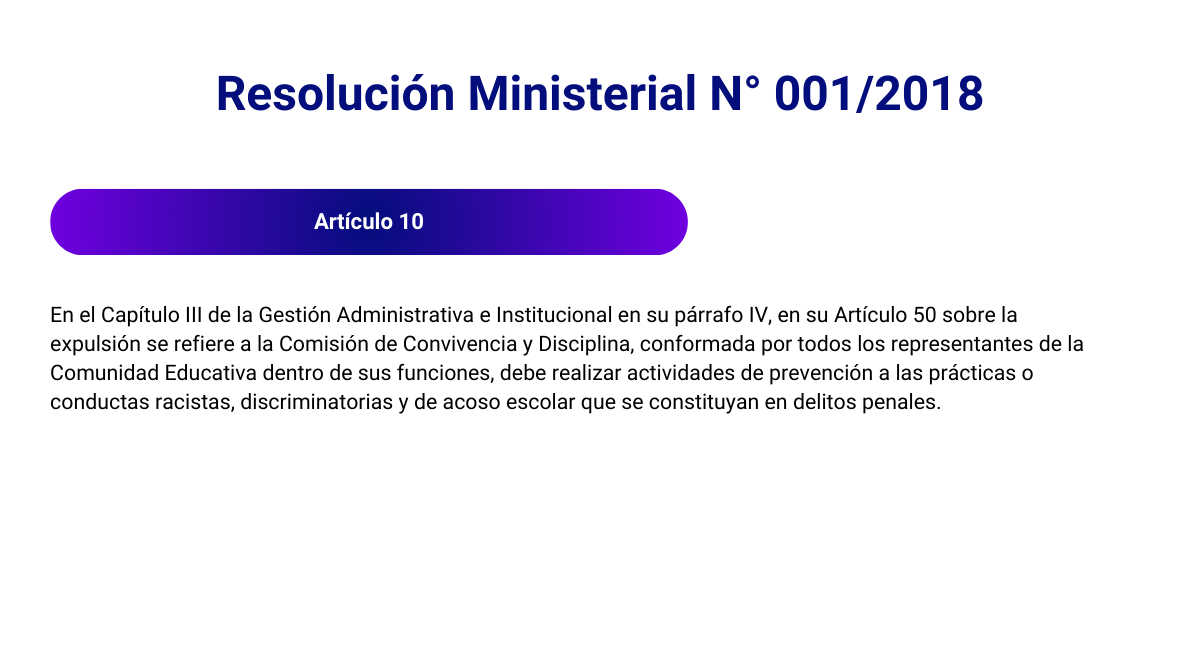 Resolución Ministerial N° 001/2018
Artículo 10
En el Capítulo III de la Gestión Administrativa e Institucional en su párrafo IV, en su Artículo 50 sobre la
expulsión se refiere a la Comisión de Convivencia y Disciplina, conformada por todos los representantes de la
Comunidad Educativa dentro de sus funciones, debe realizar actividades de prevención a las prácticas o
conductas racistas, discriminatorias y de acoso escolar que se constituyan en delitos penales.